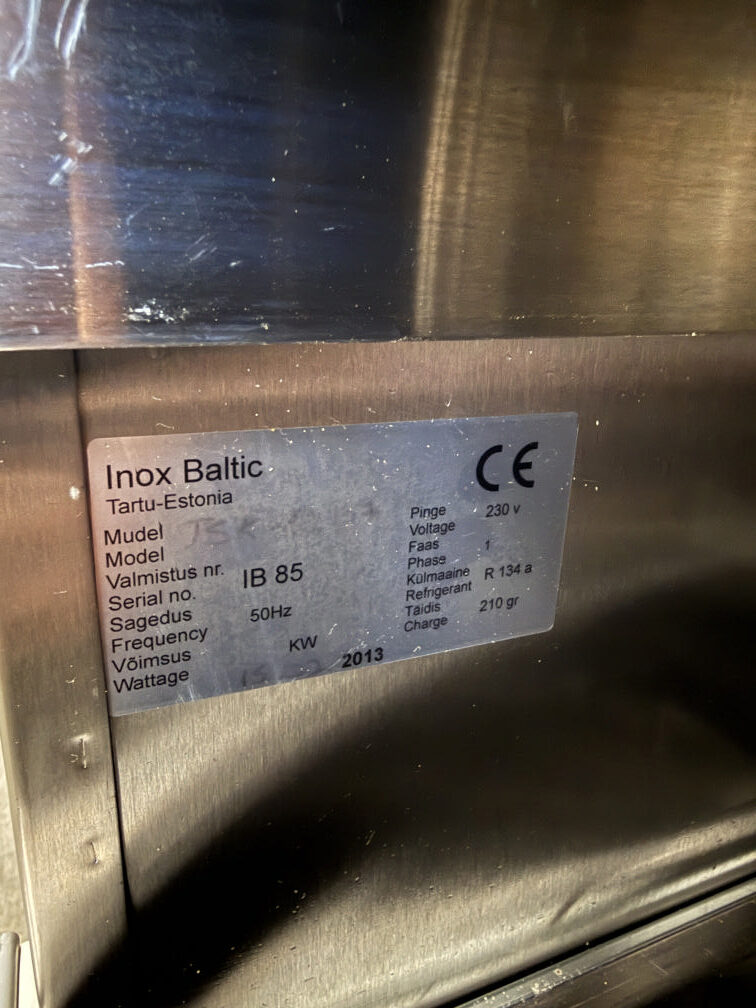 Inox Baltic
Tartu-Estonia
CE
Mudel
Model
Valmistus nr.
Serial no. IB 85
Sagedus
Frequency 50Hz
Võimsus
Wattage KW
2013
Pinge
Voltage 230 v
Faas
Phase 1
Külmaaine
Refrigerant R 134 a
Täidis
Charge 210 gr